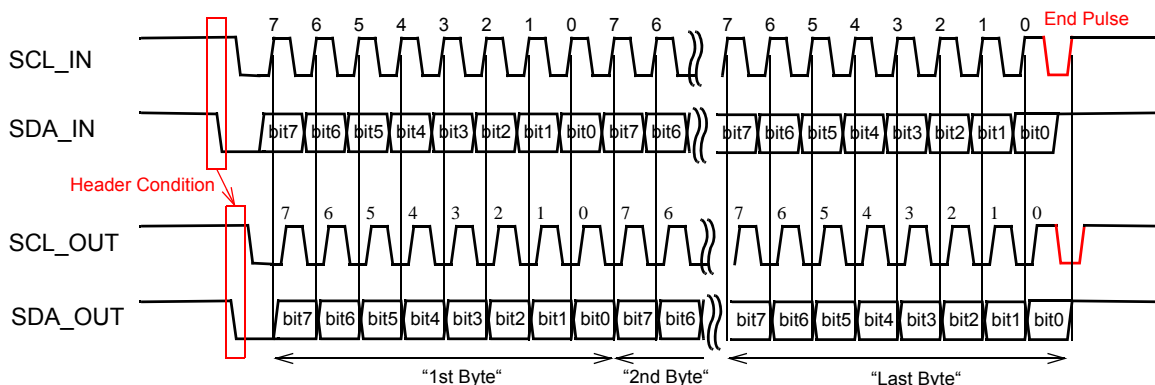 7 6 5 4 3 2 1 0 7 6 7 6 5 4 3 2 1 0 End Pulse
SCL_IN
SDA_IN bit7 bit6 bit5 bit4 bit3 bit2 bit1 bit0 bit7 bit6 bit7 bit6 bit5 bit4 bit3 bit2 bit1 bit0
Header Condition
7 6 5 4 3 2 1 0 7 6 7 6 5 4 3 2 1 0
SCL_OUT
SDA_OUT bit7 bit6 bit5 bit4 bit3 bit2 bit1 bit0 bit7 bit6 bit7 bit6 bit5 bit4 bit3 bit2 bit1 bit0
“1st Byte“ “2nd Byte“ “Last Byte“